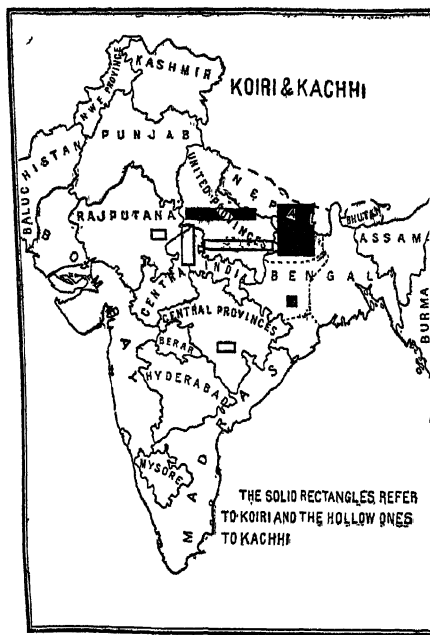 KOIRI & KACHHI
KASHMIR
N.W.F. PROVINCE
PUNJAB
BALUCHISTAN
RAJPUTANA
UNITED PROVINCES
BHUTAN
ASSAM
CENTRAL INDIA
BENGAL
BURMA
CENTRAL PROVINCES
BERAR
HYDERABAD
MYSORE
MADRAS
THE SOLID RECTANGLES, REFER
TO KOIRI AND THE HOLLOW ONES
TO KACHHI